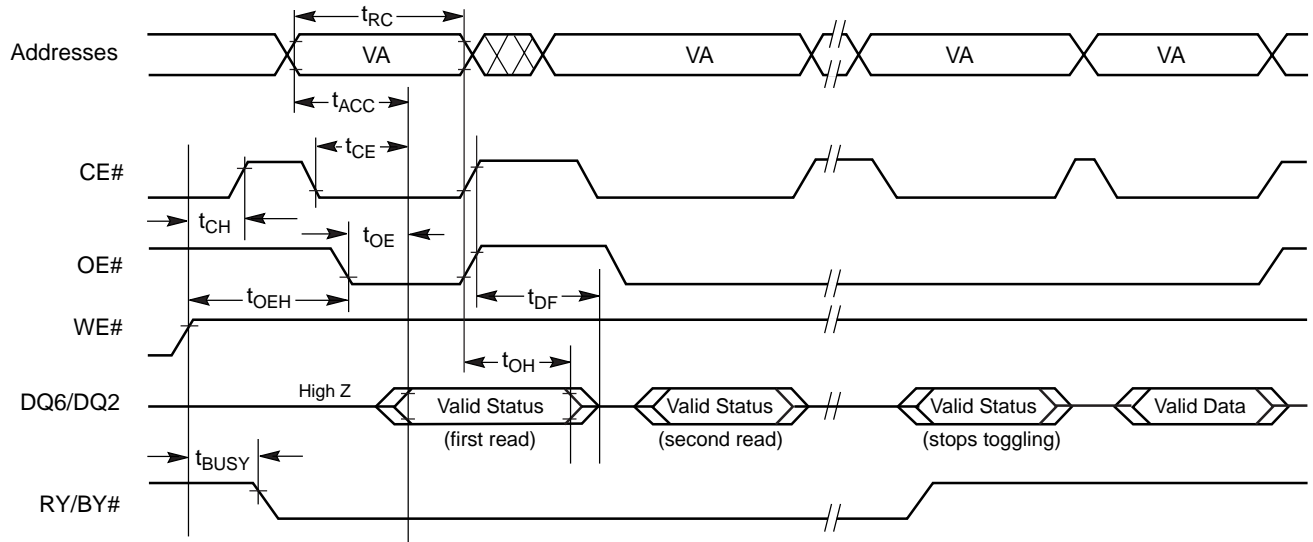 tRC
Addresses VA VA VA VA
tACC
tCE
CE#
tCH
tOE
OE#
tOEH tDF
WE#
tOH
DQ6/DQ2 High Z Valid Status Valid Status Valid Status Valid Data
(first read) (second read) (stops toggling)
tBUSY
RY/BY#